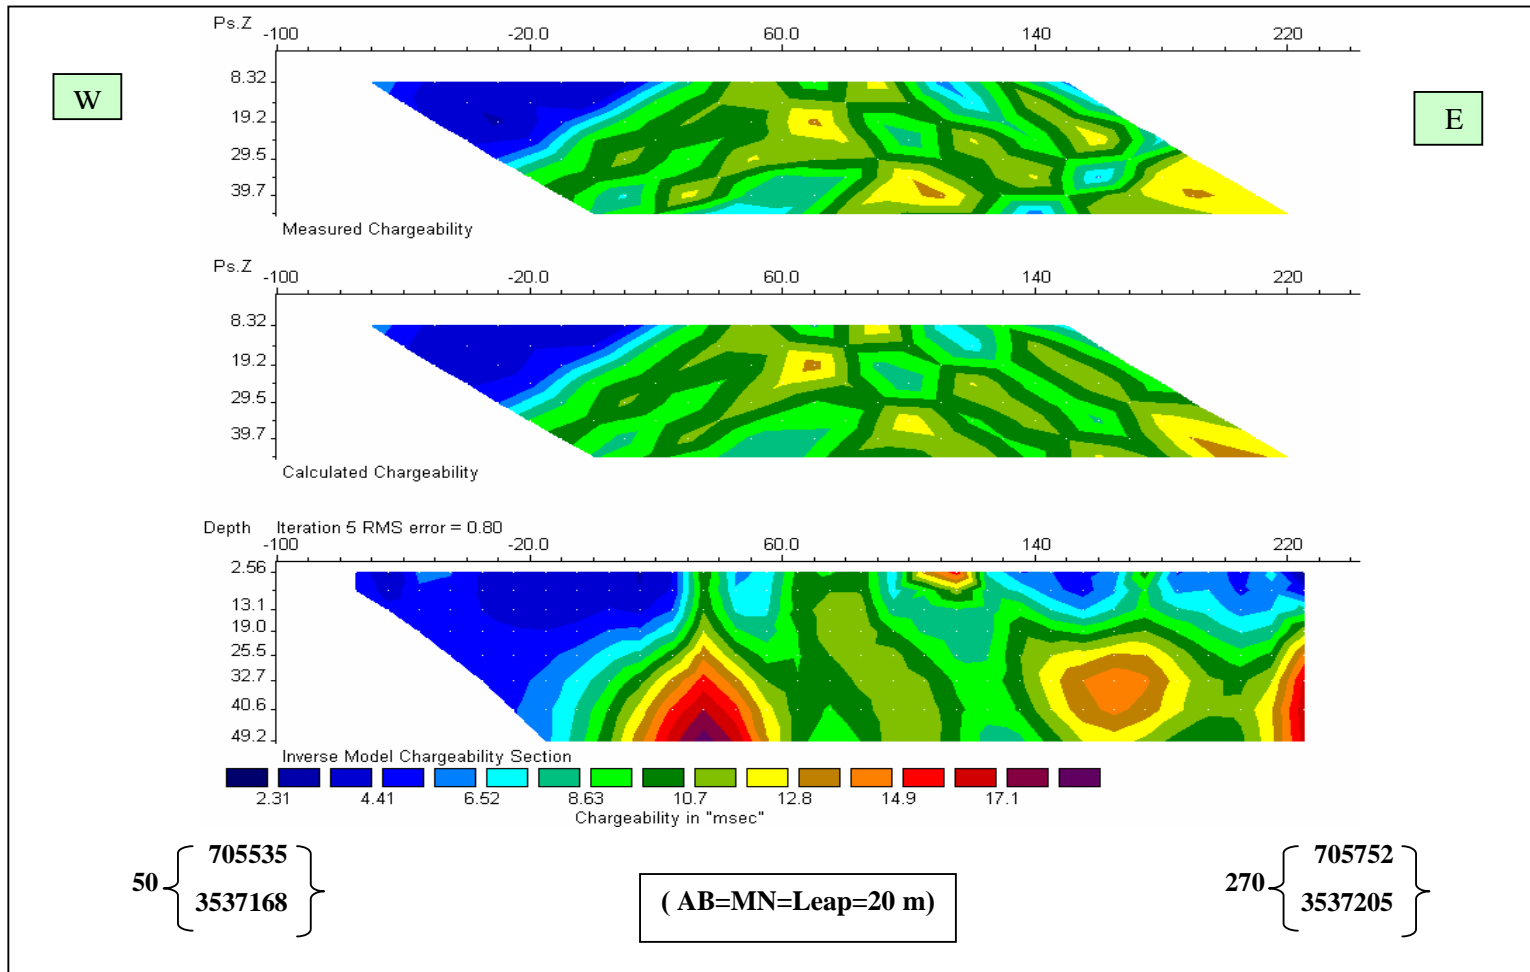 Ps.Z -100 -20.0 60.0 140 220
W
E
8.32
19.2
29.5
39.7
Measured Chargeability
Ps.Z -100 -20.0 60.0 140 220
8.32
19.2
29.5
39.7
Calculated Chargeability
Depth Iteration 5 RMS error = 0.80
-100 -20.0 60.0 140 220
2.56
13.1
19.0
25.5
32.7
40.6
49.2
Inverse Model Chargeability Section
2.31 4.41 6.52 8.63 10.7 12.8 14.9 17.1
Chargeability in "msec"
50 { 705535
3537168 }
( AB=MN=Leap=20 m)
270 { 705752
3537205 }